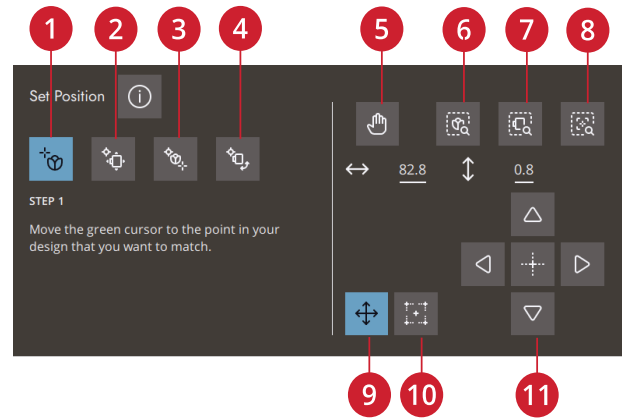 1 2 3 4 5 6 7 8
Set Position
82.8 0.8
STEP 1
Move the green cursor to the point in your
design that you want to match.
9 10 11